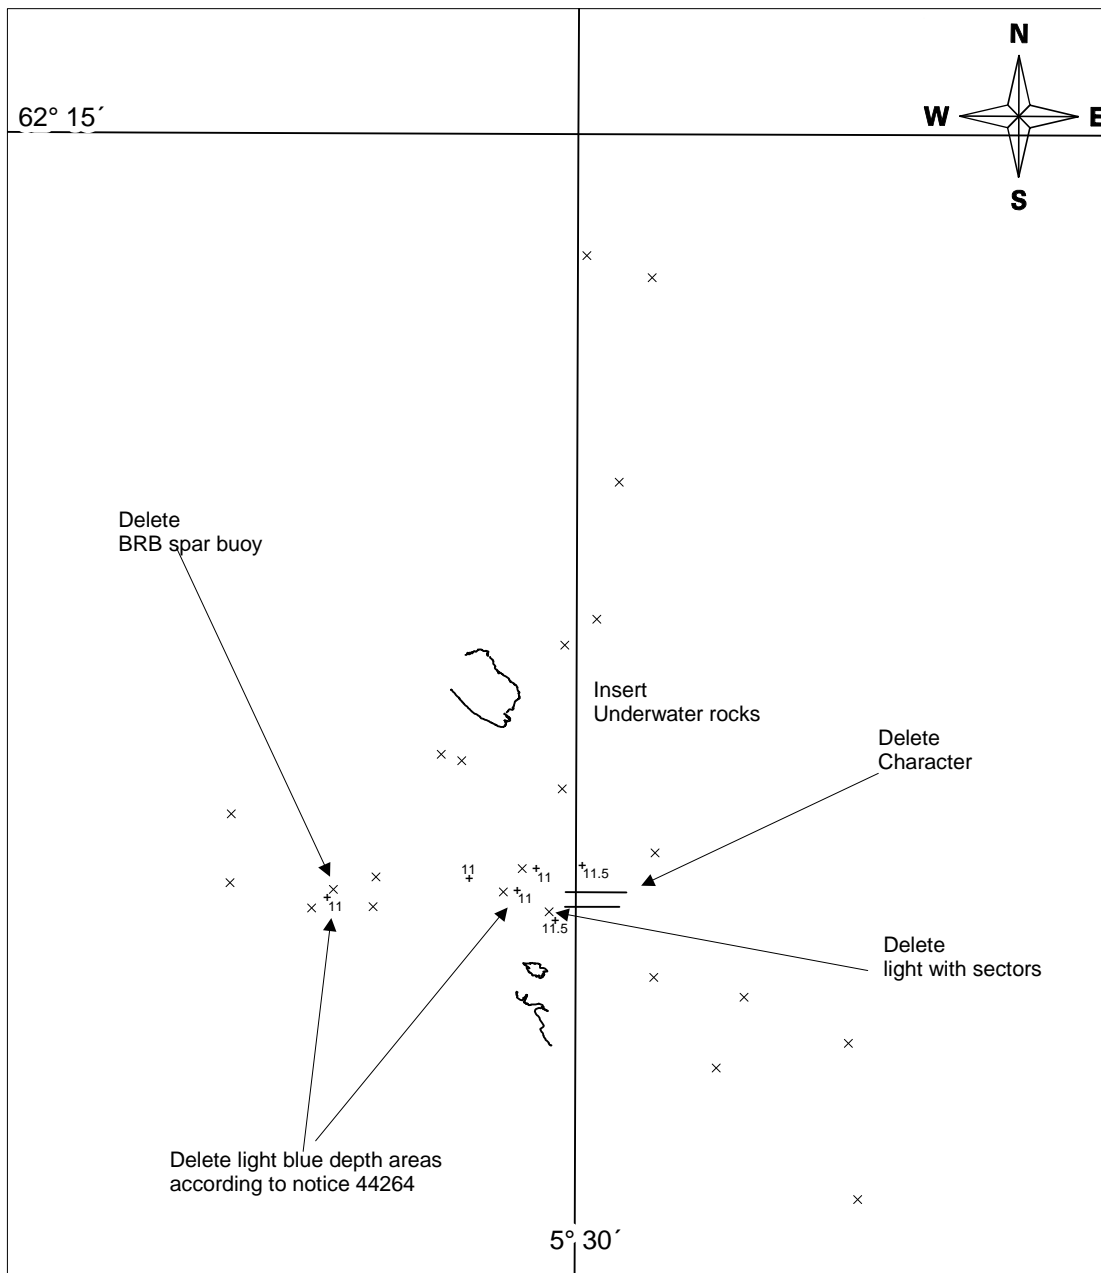 N
62° 15´
W
E
S
Delete
BRB spar buoy
Insert
Underwater rocks
Delete
Character
11
11
11.5
11
11
11.5
Delete
light with sectors
Delete light blue depth areas
according to notice 44264
5° 30´